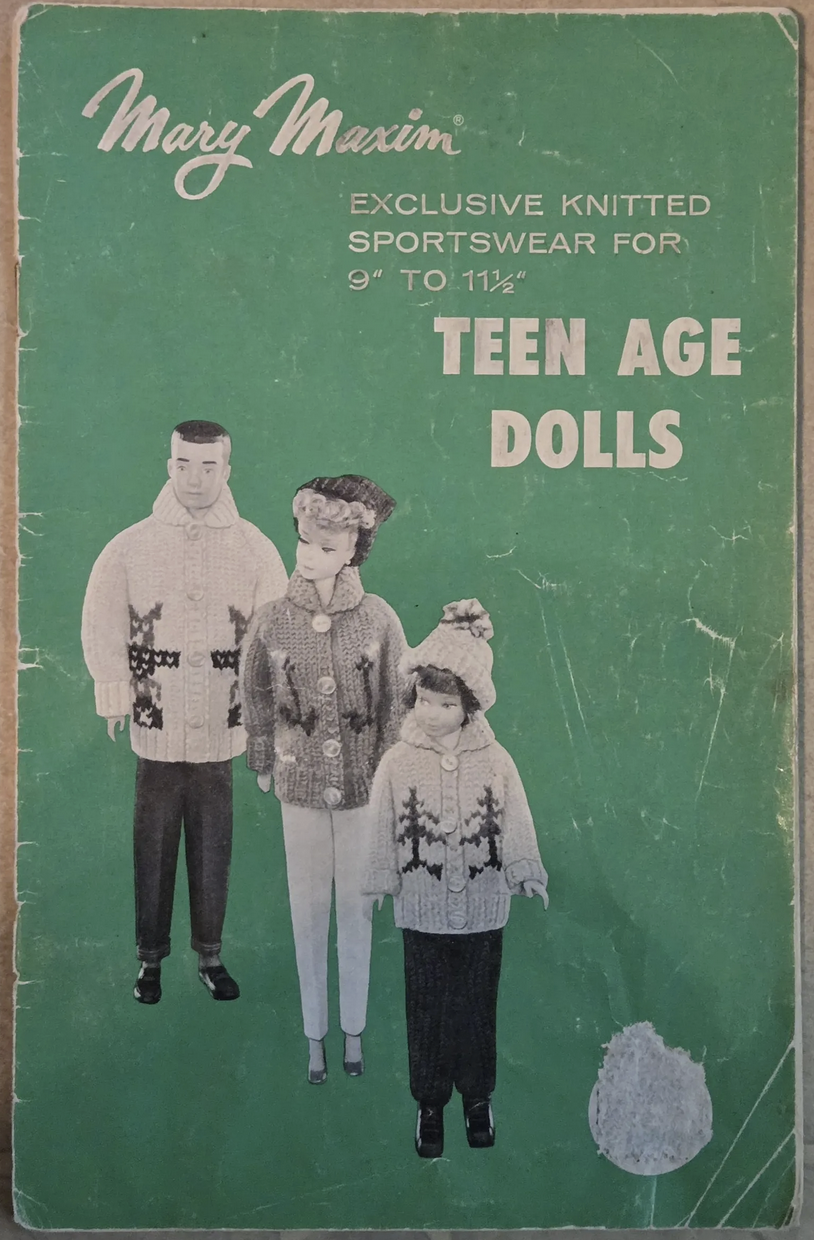 Mary Maxim®
EXCLUSIVE KNITTED
SPORTSWEAR FOR
9" TO 11½"
TEEN AGE
DOLLS